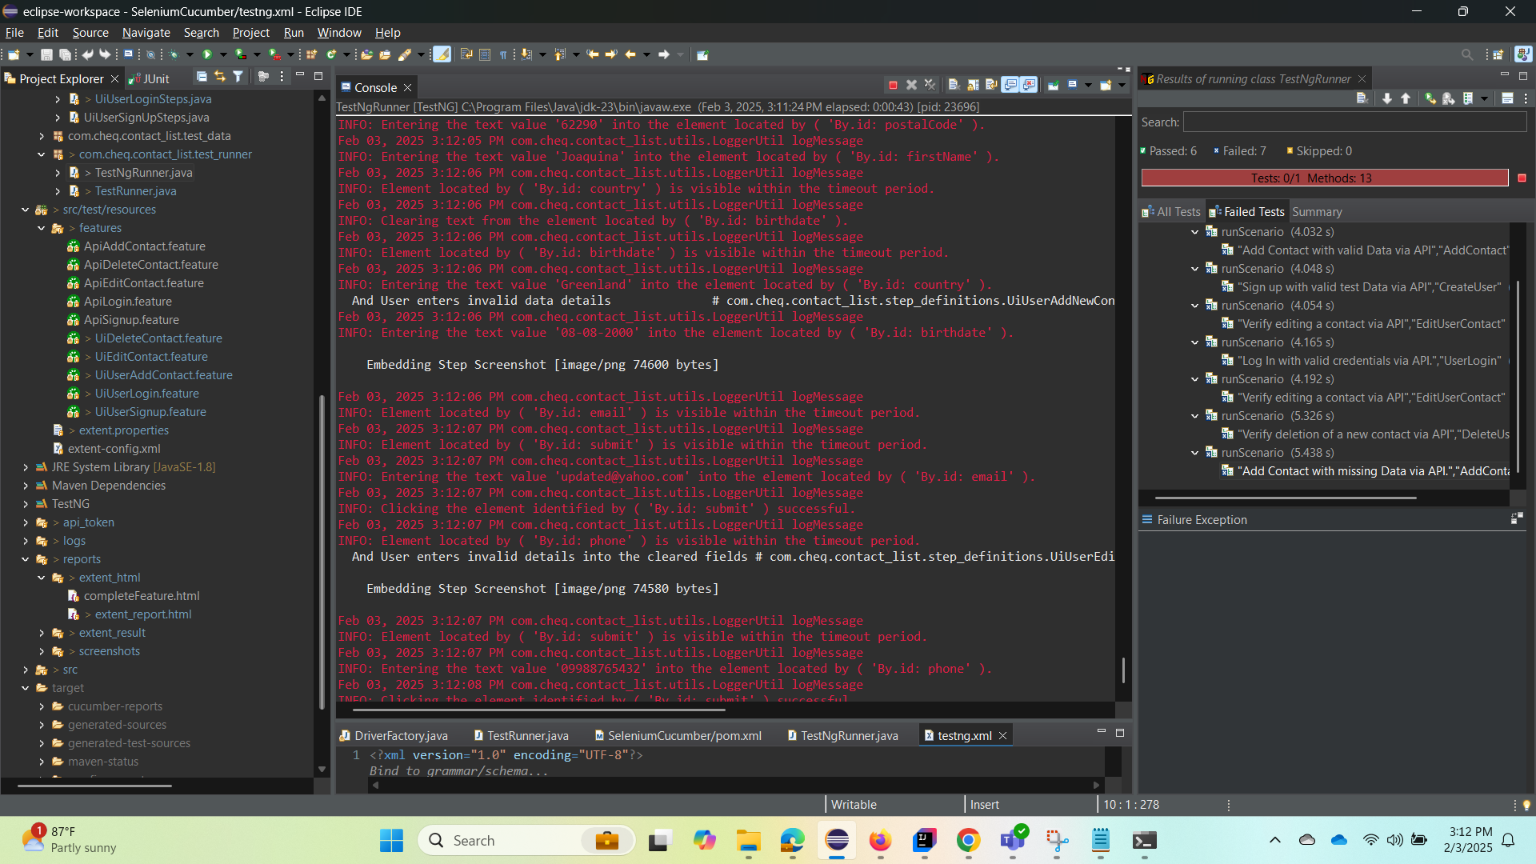 eclipse-workspace - SeleniumCucumber/testng.xml - Eclipse IDE
File Edit Source Navigate Search Project Run Window Help
Project Explorer
JUnit
> UiUserLoginSteps.java
UiUserSignUpSteps.java
com.cheq.contact_list.test_data
> com.cheq.contact_list.test_runner
> TestNgRunner.java
> TestRunner.java
> src/test/resources
> features
ApiAddContact.feature
ApiDeleteContact.feature
ApiEditContact.feature
ApiLogin.feature
ApiSignup.feature
> UiDeleteContact.feature
> UiEditContact.feature
> UiUserAddContact.feature
> UiUserLogin.feature
> UiUserSignup.feature
> extent.properties
extent-config.xml
JRE System Library [JavaSE-1.8]
Maven Dependencies
TestNG
> api_token
> logs
> reports
> extent_html
completeFeature.html
> extent_report.html
> extent_result
> screenshots
> src
target
cucumber-reports
generated-sources
generated-test-sources
maven-status
Console
TestNgRunner [TestNG] C:\Program Files\Java\jdk-23\bin\javaw.exe (Feb 3, 2025, 3:11:24 PM elapsed: 0:00:43) [pid: 23696]
INFO: Entering the text value '62290' into the element located by ( 'By.id: postalCode' ).
Feb 03, 2025 3:12:05 PM com.cheq.contact_list.utils.LoggerUtil logMessage
INFO: Entering the text value 'Joaquina' into the element located by ( 'By.id: firstName' ).
Feb 03, 2025 3:12:06 PM com.cheq.contact_list.utils.LoggerUtil logMessage
INFO: Element located by ( 'By.id: country' ) is visible within the timeout period.
Feb 03, 2025 3:12:06 PM com.cheq.contact_list.utils.LoggerUtil logMessage
INFO: Clearing text from the element located by ( 'By.id: birthdate' ).
Feb 03, 2025 3:12:06 PM com.cheq.contact_list.utils.LoggerUtil logMessage
INFO: Element located by ( 'By.id: birthdate' ) is visible within the timeout period.
Feb 03, 2025 3:12:06 PM com.cheq.contact_list.utils.LoggerUtil logMessage
INFO: Entering the text value 'Greenland' into the element located by ( 'By.id: country' ).
And User enters invalid data details # com.cheq.contact_list.step_definitions.UiUserAddNewCon
Feb 03, 2025 3:12:06 PM com.cheq.contact_list.utils.LoggerUtil logMessage
INFO: Entering the text value '08-08-2000' into the element located by ( 'By.id: birthdate' ).
Embedding Step Screenshot [image/png 74600 bytes]
Feb 03, 2025 3:12:06 PM com.cheq.contact_list.utils.LoggerUtil logMessage
INFO: Element located by ( 'By.id: email' ) is visible within the timeout period.
Feb 03, 2025 3:12:07 PM com.cheq.contact_list.utils.LoggerUtil logMessage
INFO: Element located by ( 'By.id: submit' ) is visible within the timeout period.
Feb 03, 2025 3:12:07 PM com.cheq.contact_list.utils.LoggerUtil logMessage
INFO: Entering the text value 'updated@yahoo.com' into the element located by ( 'By.id: email' ).
Feb 03, 2025 3:12:07 PM com.cheq.contact_list.utils.LoggerUtil logMessage
INFO: Clicking the element identified by ( 'By.id: submit' ) successful.
Feb 03, 2025 3:12:07 PM com.cheq.contact_list.utils.LoggerUtil logMessage
INFO: Element located by ( 'By.id: phone' ) is visible within the timeout period.
And User enters invalid details into the cleared fields # com.cheq.contact_list.step_definitions.UiUserEdi
Embedding Step Screenshot [image/png 74580 bytes]
Feb 03, 2025 3:12:07 PM com.cheq.contact_list.utils.LoggerUtil logMessage
INFO: Element located by ( 'By.id: submit' ) is visible within the timeout period.
Feb 03, 2025 3:12:07 PM com.cheq.contact_list.utils.LoggerUtil logMessage
INFO: Entering the text value '09988765432' into the element located by ( 'By.id: phone' ).
Feb 03, 2025 3:12:08 PM com.cheq.contact_list.utils.LoggerUtil logMessage
INFO: Clicking the element identified by ( 'By.id: submit' ) successful
DriverFactory.java TestRunner.java SeleniumCucumber/pom.xml TestNgRunner.java testng.xml
1 <?xml version="1.0" encoding="UTF-8"?>
Bind to grammar/schema...
Results of running class TestNgRunner
Search:
Passed: 6 Failed: 7 Skipped: 0
Tests: 0/1 Methods: 13
All Tests Failed Tests Summary
runScenario (4.032 s)
"Add Contact with valid Data via API","AddContact"
runScenario (4.048 s)
"Sign up with valid test Data via API","CreateUser" (
runScenario (4.054 s)
"Verify editing a contact via API","EditUserContact"
runScenario (4.165 s)
"Log In with valid credentials via API.","UserLogin" (
runScenario (4.192 s)
"Verify editing a contact via API","EditUserContact"
runScenario (5.326 s)
"Verify deletion of a new contact via API","DeleteUs
runScenario (5.438 s)
"Add Contact with missing Data via API.","AddConta
Failure Exception
Writable Insert 10 : 1 : 278
1
87°F
Partly sunny
Search
3:12 PM
2/3/2025